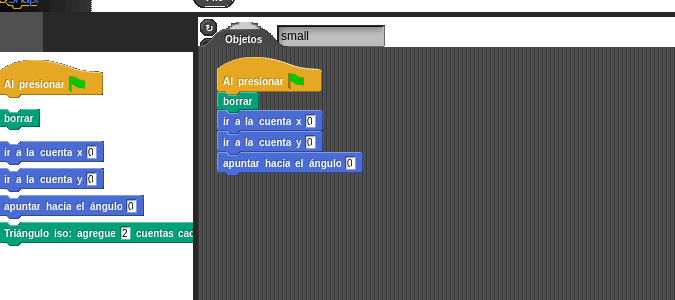 small
Objetos
Al presionar
borrar
ir a la cuenta x 0
ir a la cuenta y 0
apuntar hacia el ángulo 0
Triángulo iso: agregue 2 cuentas
Al presionar
borrar
ir a la cuenta x 0
ir a la cuenta y 0
apuntar hacia el ángulo 0